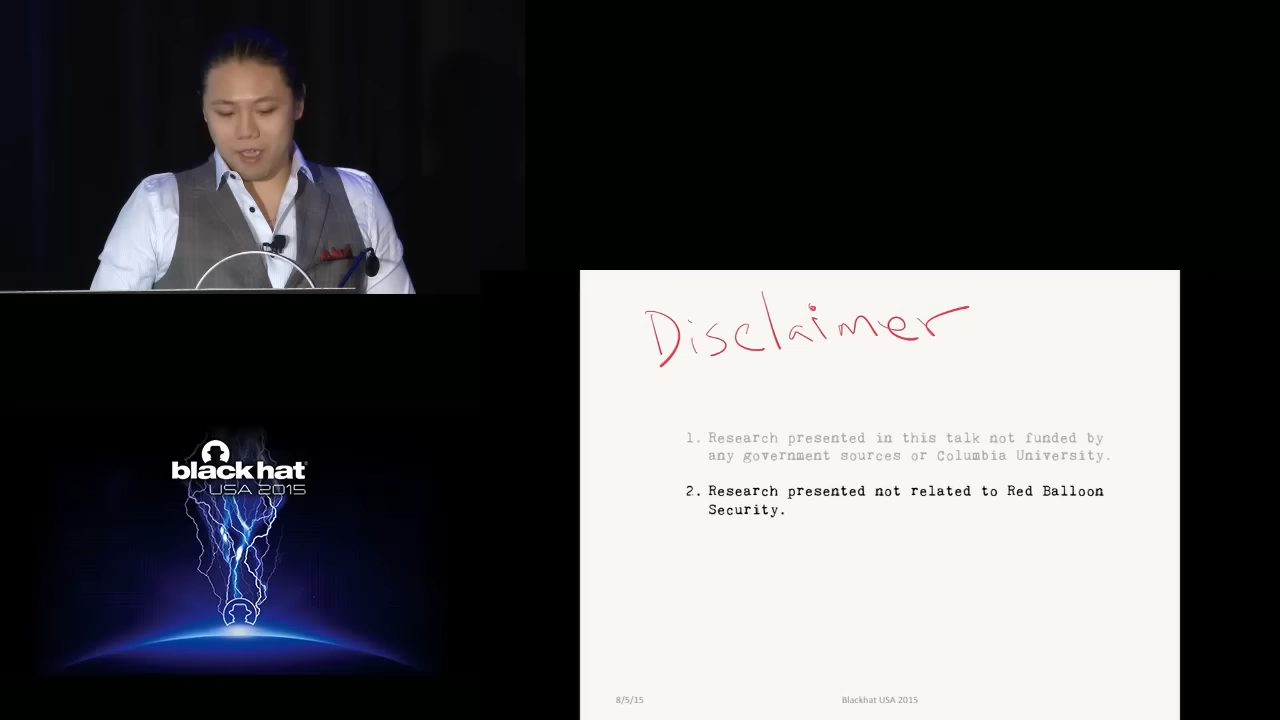 Disclaimer
1. Research presented in this talk not funded by
any government sources or Columbia University.
2. Research presented not related to Red Balloon
Security.
8/5/15
Blackhat USA 2015
black hat
USA 2015